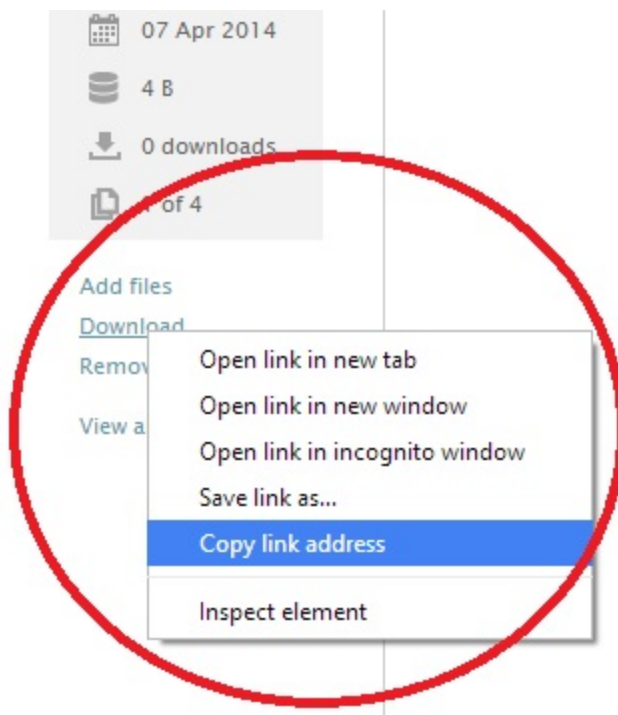 07 Apr 2014
4 B
0 downloads
of 4
Add files
Download
Open link in new tab
Remov
Open link in new window
View a
Open link in incognito window
Save link as...
Copy link address
Inspect element